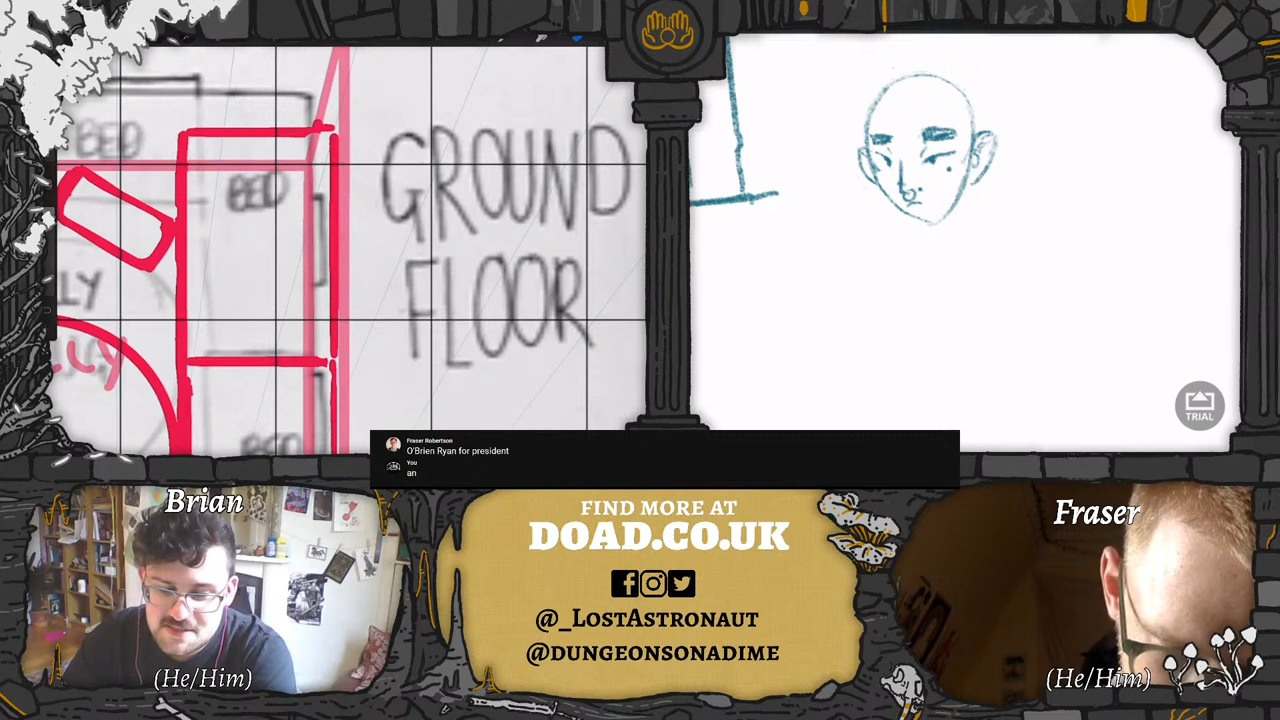 BED
BED
LY
GROUND
FLOOR
BED
TRIAL
Fraser Robertson
O'Brien Ryan for president
You
an
Brian
(He/Him)
FIND MORE AT
DOAD.CO.UK
@_LostAstronaut
@dungeonsonadime
Fraser
(He/Him)